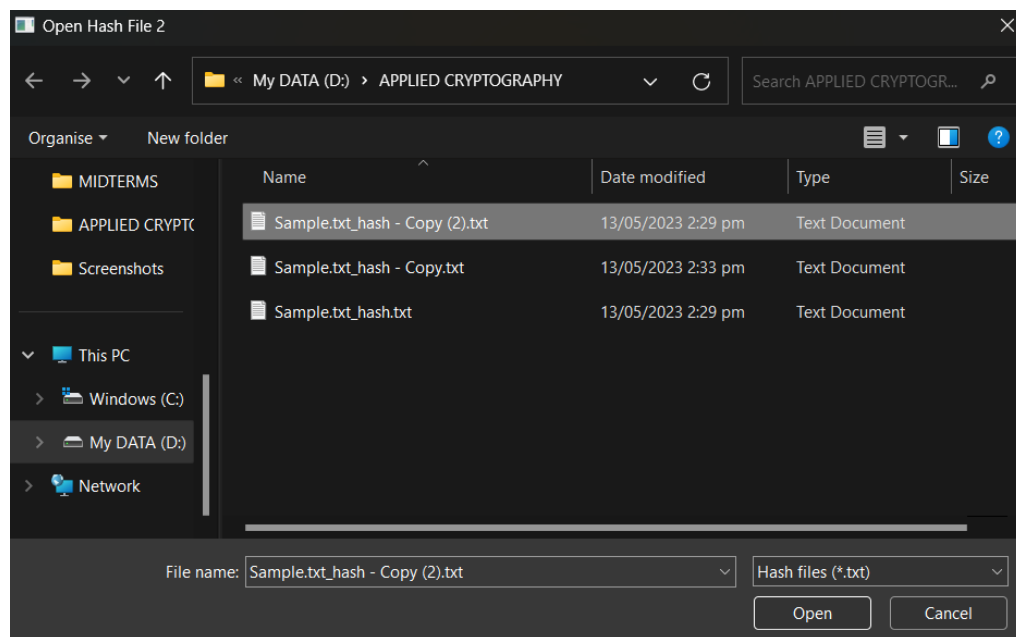 Open Hash File 2
« My DATA (D:) › APPLIED CRYPTOGRAPHY
Search APPLIED CRYPTOGR...
Organise
New folder
?
MIDTERMS
APPLIED CRYPTO
Screenshots
This PC
Windows (C:)
My DATA (D:)
Network
Name Date modified Type Size
Sample.txt_hash - Copy (2).txt 13/05/2023 2:29 pm Text Document
Sample.txt_hash - Copy.txt 13/05/2023 2:33 pm Text Document
Sample.txt_hash.txt 13/05/2023 2:29 pm Text Document
File name: Sample.txt_hash - Copy (2).txt Hash files (*.txt)
Open Cancel